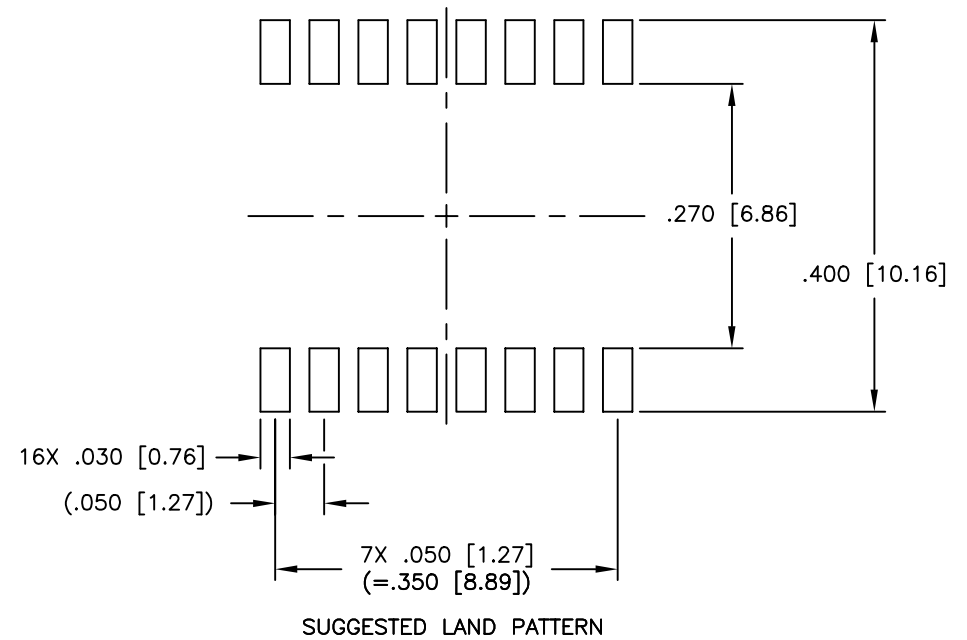 .270 [6.86]
.400 [10.16]
16X .030 [0.76]
(.050 [1.27])
7X .050 [1.27]
(=.350 [8.89])
SUGGESTED LAND PATTERN